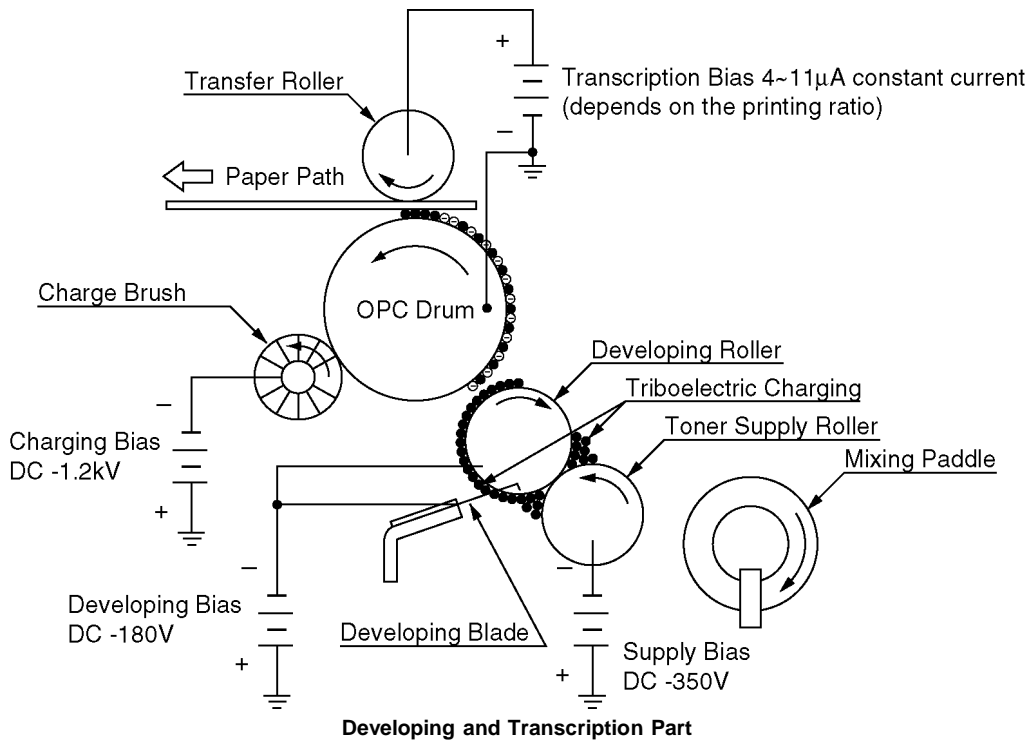 +
Transfer Roller
Transcription Bias 4~11μA constant current
(depends on the printing ratio)
−
Paper Path
Charge Brush
OPC Drum
Developing Roller
Triboelectric Charging
Toner Supply Roller
Mixing Paddle
−
Charging Bias
DC -1.2kV
+
−
Developing Bias
DC -180V
+
Developing Blade
−
Supply Bias
DC -350V
+
Developing and Transcription Part